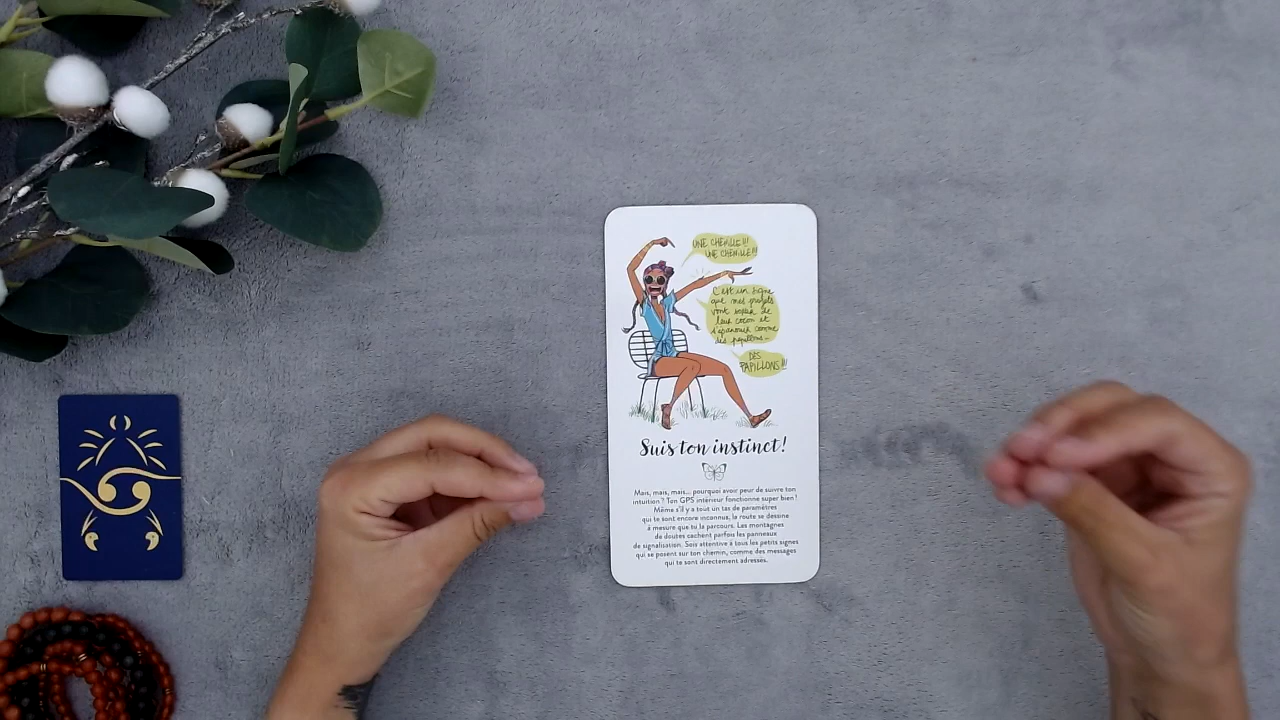 UNE CHENILLE!!!
UNE CHENILLE!!!
C'est un signe
que mes projets
vont sortir de
leur cocon et
s'épanouir comme
des papillons...
DES
PAPILLONS!!!
Suis ton instinct!
Mais, mais, mais... pourquoi avoir peur de suivre ton
intuition? Ton GPS intérieur fonctionne super bien!
Même s'il y a tout un tas de paramètres
qui te sont encore inconnus, la route se dessine
à mesure que tu la parcours. Les montagnes
de doutes cachent parfois les panneaux
de signalisation. Sois attentive à tous les petits signes
qui se posent sur ton chemin, comme des messages
qui te sont directement adressés.